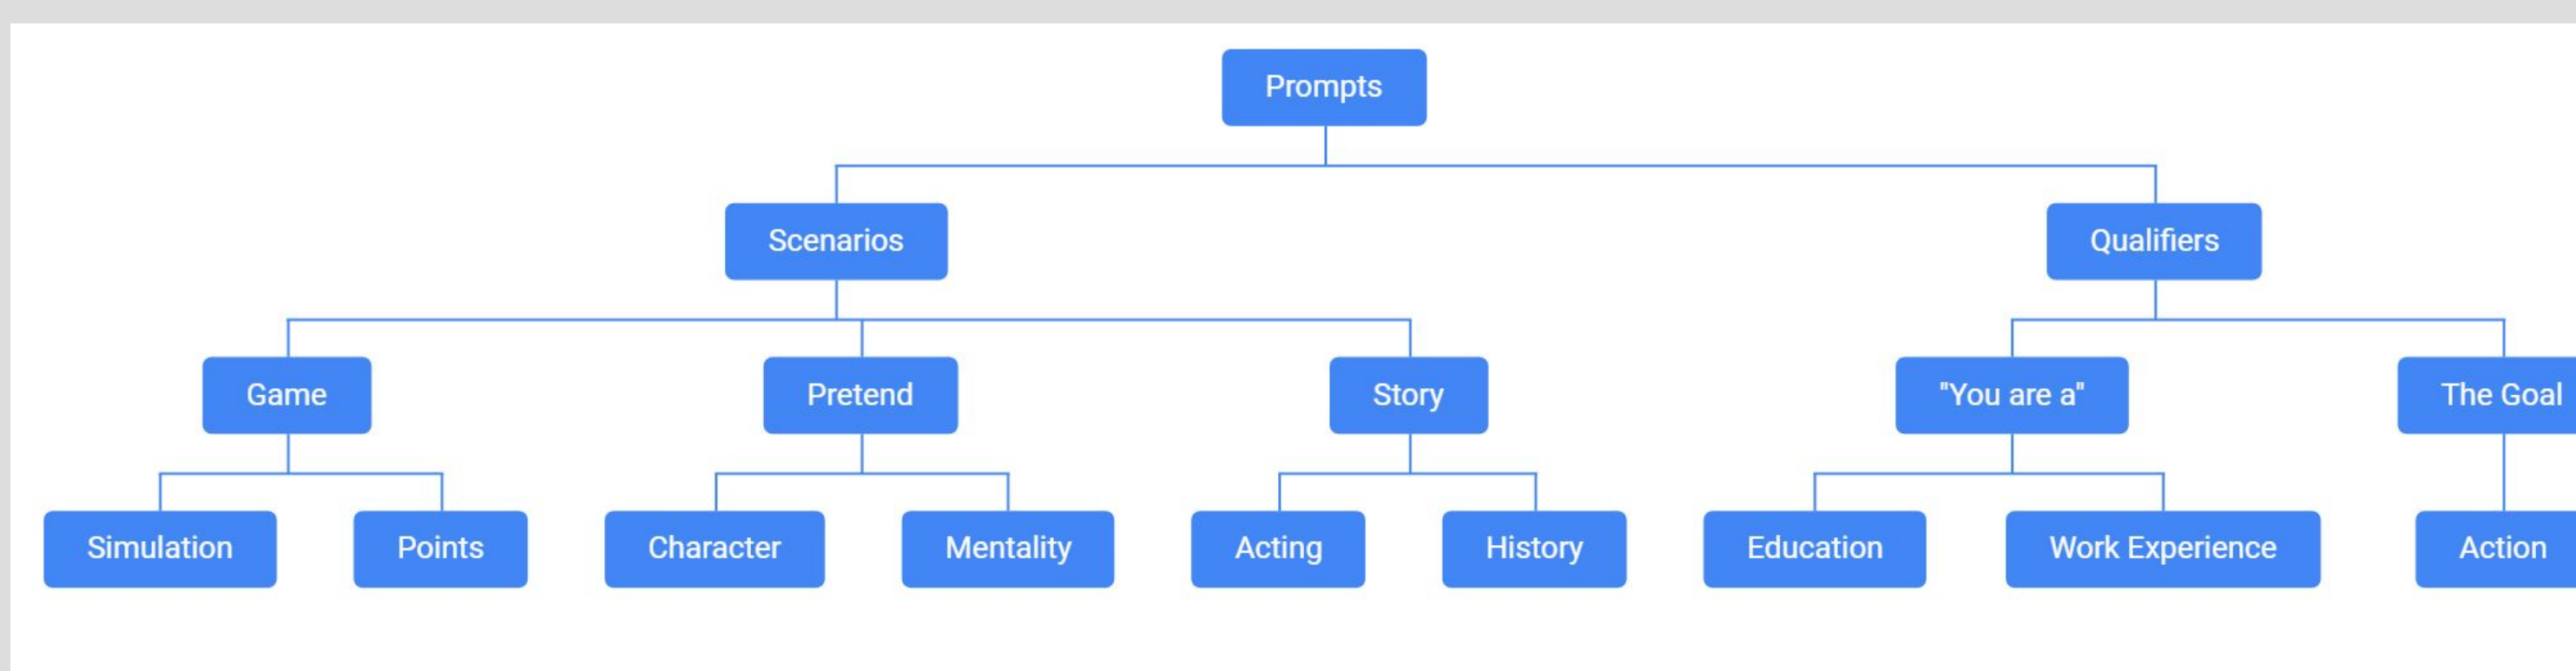 Prompts
Scenarios
Qualifiers
Game
Pretend
Story
"You are a"
The Goal
Simulation
Points
Character
Mentality
Acting
History
Education
Work Experience
Action